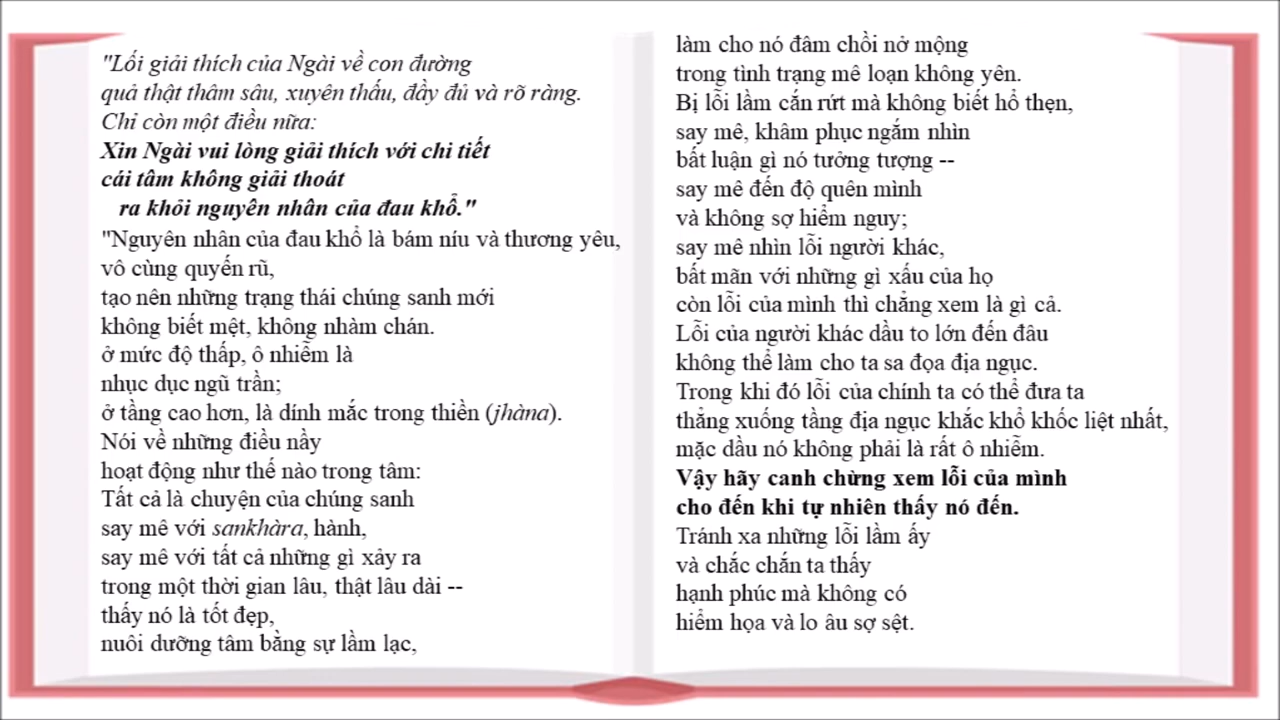 "Lối giải thích của Ngài về con đường
quả thật thâm sâu, xuyên thấu, đầy đủ và rõ ràng.
Chỉ còn một điều nữa:
Xin Ngài vui lòng giải thích với chi tiết
cái tâm không giải thoát
ra khỏi nguyên nhân của đau khổ."
"Nguyên nhân của đau khổ là bám níu và thương yêu,
vô cùng quyến rũ,
tạo nên những trạng thái chúng sanh mới
không biết mệt, không nhàm chán.
ở mức độ thấp, ô nhiễm là
nhục dục ngũ trần;
ở tầng cao hơn, là dính mắc trong thiền (jhàna).
Nói về những điều nầy
hoạt động như thế nào trong tâm:
Tất cả là chuyện của chúng sanh
say mê với sankhàra, hành,
say mê với tất cả những gì xảy ra
trong một thời gian lâu, thật lâu dài --
thấy nó là tốt đẹp,
nuôi dưỡng tâm bằng sự lầm lạc,
làm cho nó đâm chồi nở mộng
trong tình trạng mê loạn không yên.
Bị lỗi lầm cắn rứt mà không biết hổ thẹn,
say mê, khâm phục ngắm nhìn
bất luận gì nó tưởng tượng --
say mê đến độ quên mình
và không sợ hiểm nguy;
say mê nhìn lỗi người khác,
bất mãn với những gì xấu của họ
còn lỗi của mình thì chẳng xem là gì cả.
Lỗi của người khác dầu to lớn đến đâu
không thể làm cho ta sa đọa địa ngục.
Trong khi đó lỗi của chính ta có thể đưa ta
thẳng xuống tầng địa ngục khắc khổ khốc liệt nhất,
mặc dầu nó không phải là rất ô nhiễm.
Vậy hãy canh chừng xem lỗi của mình
cho đến khi tự nhiên thấy nó đến.
Tránh xa những lỗi lầm ấy
và chắc chắn ta thấy
hạnh phúc mà không có
hiểm họa và lo âu sợ sệt.